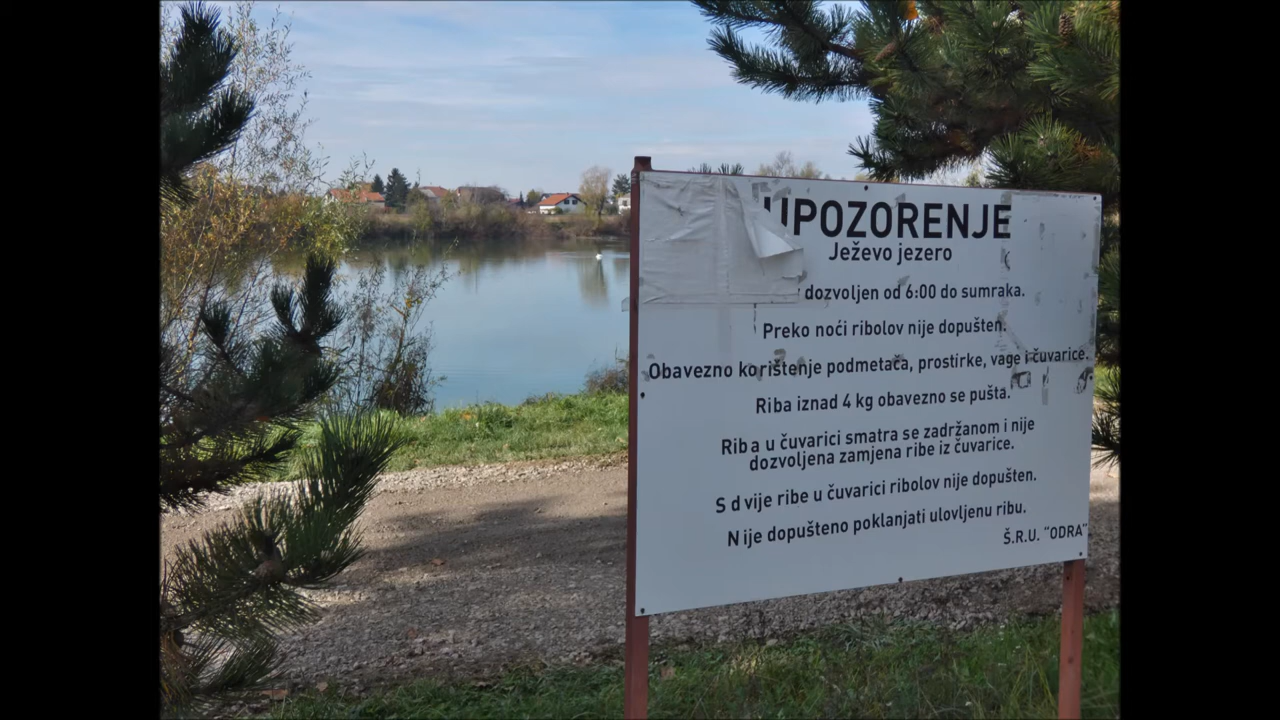 UPOZORENJE
Ježevo jezero
dozvoljen od 6:00 do sumraka.
Preko noći ribolov nije dopušten.
Obavezno korištenje podmetača, prostirke, vage i čuvarice.
Riba iznad 4 kg obavezno se pušta.
Riba u čuvarici smatra se zadržanom i nije
dozvoljena zamjena ribe iz čuvarice.
S dvije ribe u čuvarici ribolov nije dopušten.
Nije dopušteno poklanjati ulovljenu ribu.
Š.R.U. "ODRA"